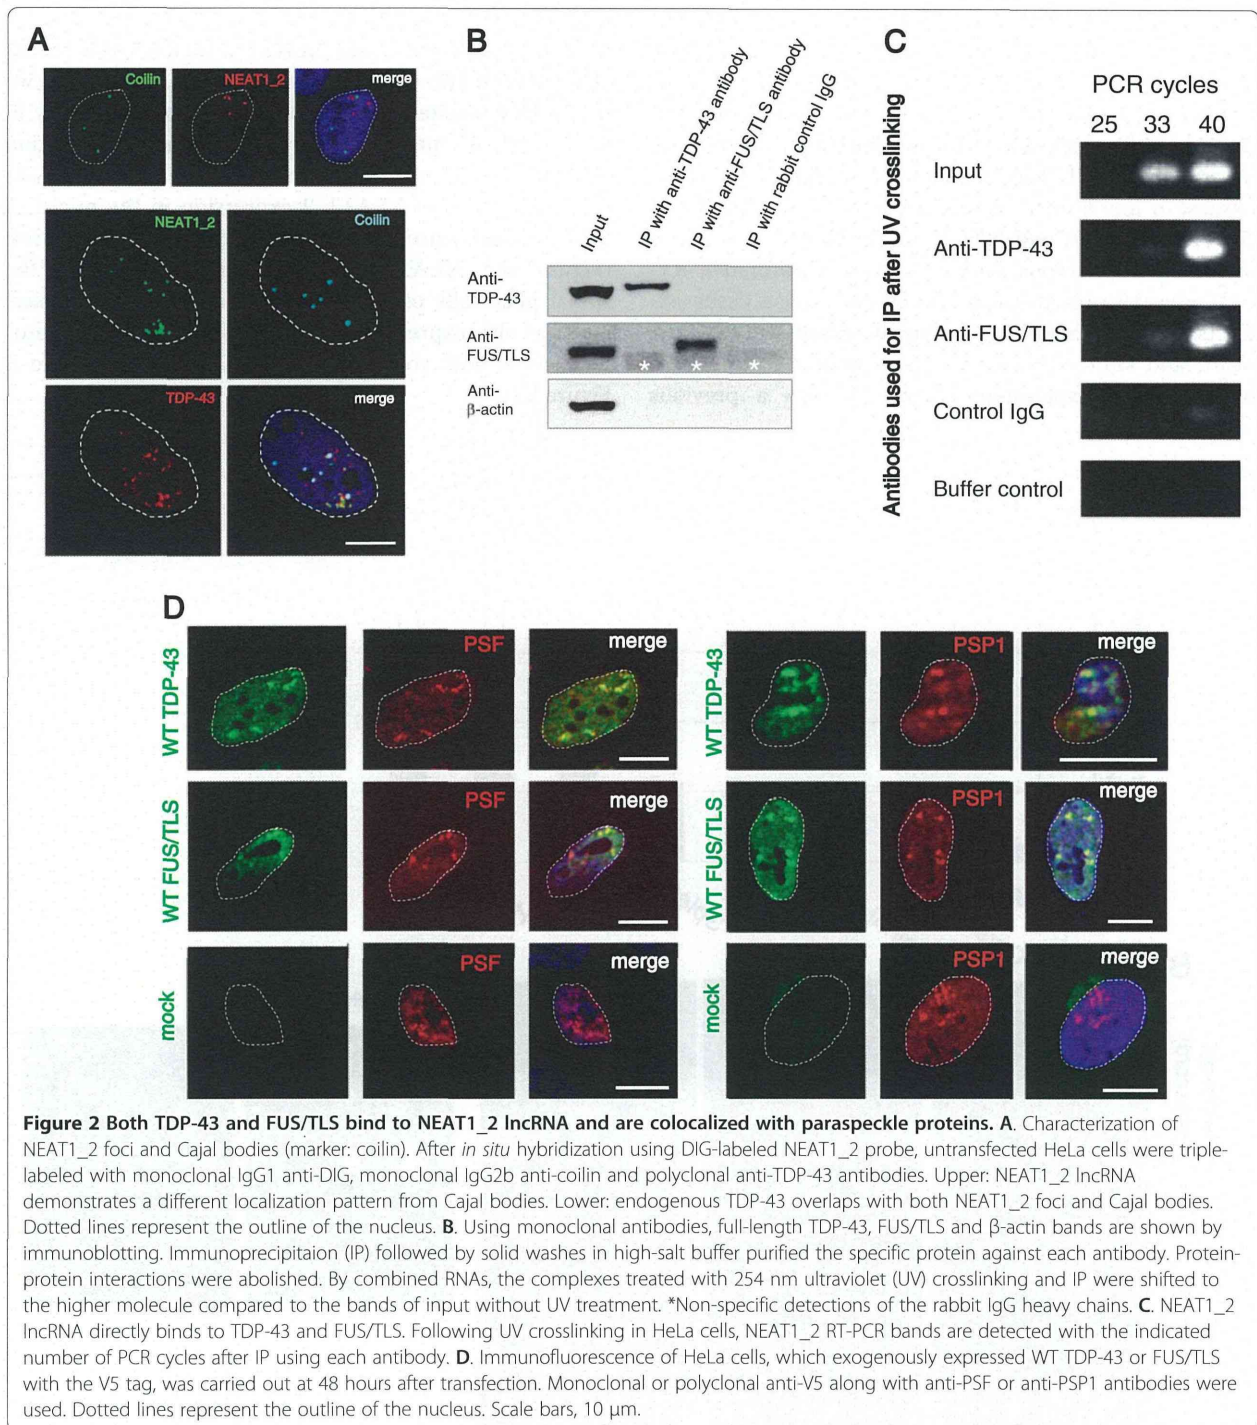 A
Coilin
NEAT1_2
merge
NEAT1_2
Coilin
TDP-43
merge
B
Input
IP with anti-TDP-43 antibody
IP with anti-FUS/TLS antibody
IP with rabbit control IgG
Anti-
TDP-43
Anti-
FUS/TLS
* * *
Anti-
β-actin
C
PCR cycles
25 33 40
Antibodies used for IP after UV crosslinking
Input
Anti-TDP-43
Anti-FUS/TLS
Control IgG
Buffer control
D
WT TDP-43
PSF
merge
WT TDP-43
PSP1
merge
WT FUS/TLS
PSF
merge
WT FUS/TLS
PSP1
merge
mock
PSF
merge
mock
PSP1
merge
Figure 2 Both TDP-43 and FUS/TLS bind to NEAT1_2 lncRNA and are colocalized with paraspeckle proteins. A. Characterization of
NEAT1_2 foci and Cajal bodies (marker: coilin). After in situ hybridization using DIG-labeled NEAT1_2 probe, untransfected HeLa cells were triple-
labeled with monoclonal IgG1 anti-DIG, monoclonal IgG2b anti-coilin and polyclonal anti-TDP-43 antibodies. Upper: NEAT1_2 lncRNA
demonstrates a different localization pattern from Cajal bodies. Lower: endogenous TDP-43 overlaps with both NEAT1_2 foci and Cajal bodies.
Dotted lines represent the outline of the nucleus. B. Using monoclonal antibodies, full-length TDP-43, FUS/TLS and β-actin bands are shown by
immunoblotting. Immunoprecipitaion (IP) followed by solid washes in high-salt buffer purified the specific protein against each antibody. Protein-
protein interactions were abolished. By combined RNAs, the complexes treated with 254 nm ultraviolet (UV) crosslinking and IP were shifted to
the higher molecule compared to the bands of input without UV treatment. *Non-specific detections of the rabbit IgG heavy chains. C. NEAT1_2
lncRNA directly binds to TDP-43 and FUS/TLS. Following UV crosslinking in HeLa cells, NEAT1_2 RT-PCR bands are detected with the indicated
number of PCR cycles after IP using each antibody. D. Immunofluorescence of HeLa cells, which exogenously expressed WT TDP-43 or FUS/TLS
with the V5 tag, was carried out at 48 hours after transfection. Monoclonal or polyclonal anti-V5 along with anti-PSF or anti-PSP1 antibodies were
used. Dotted lines represent the outline of the nucleus. Scale bars, 10 μm.